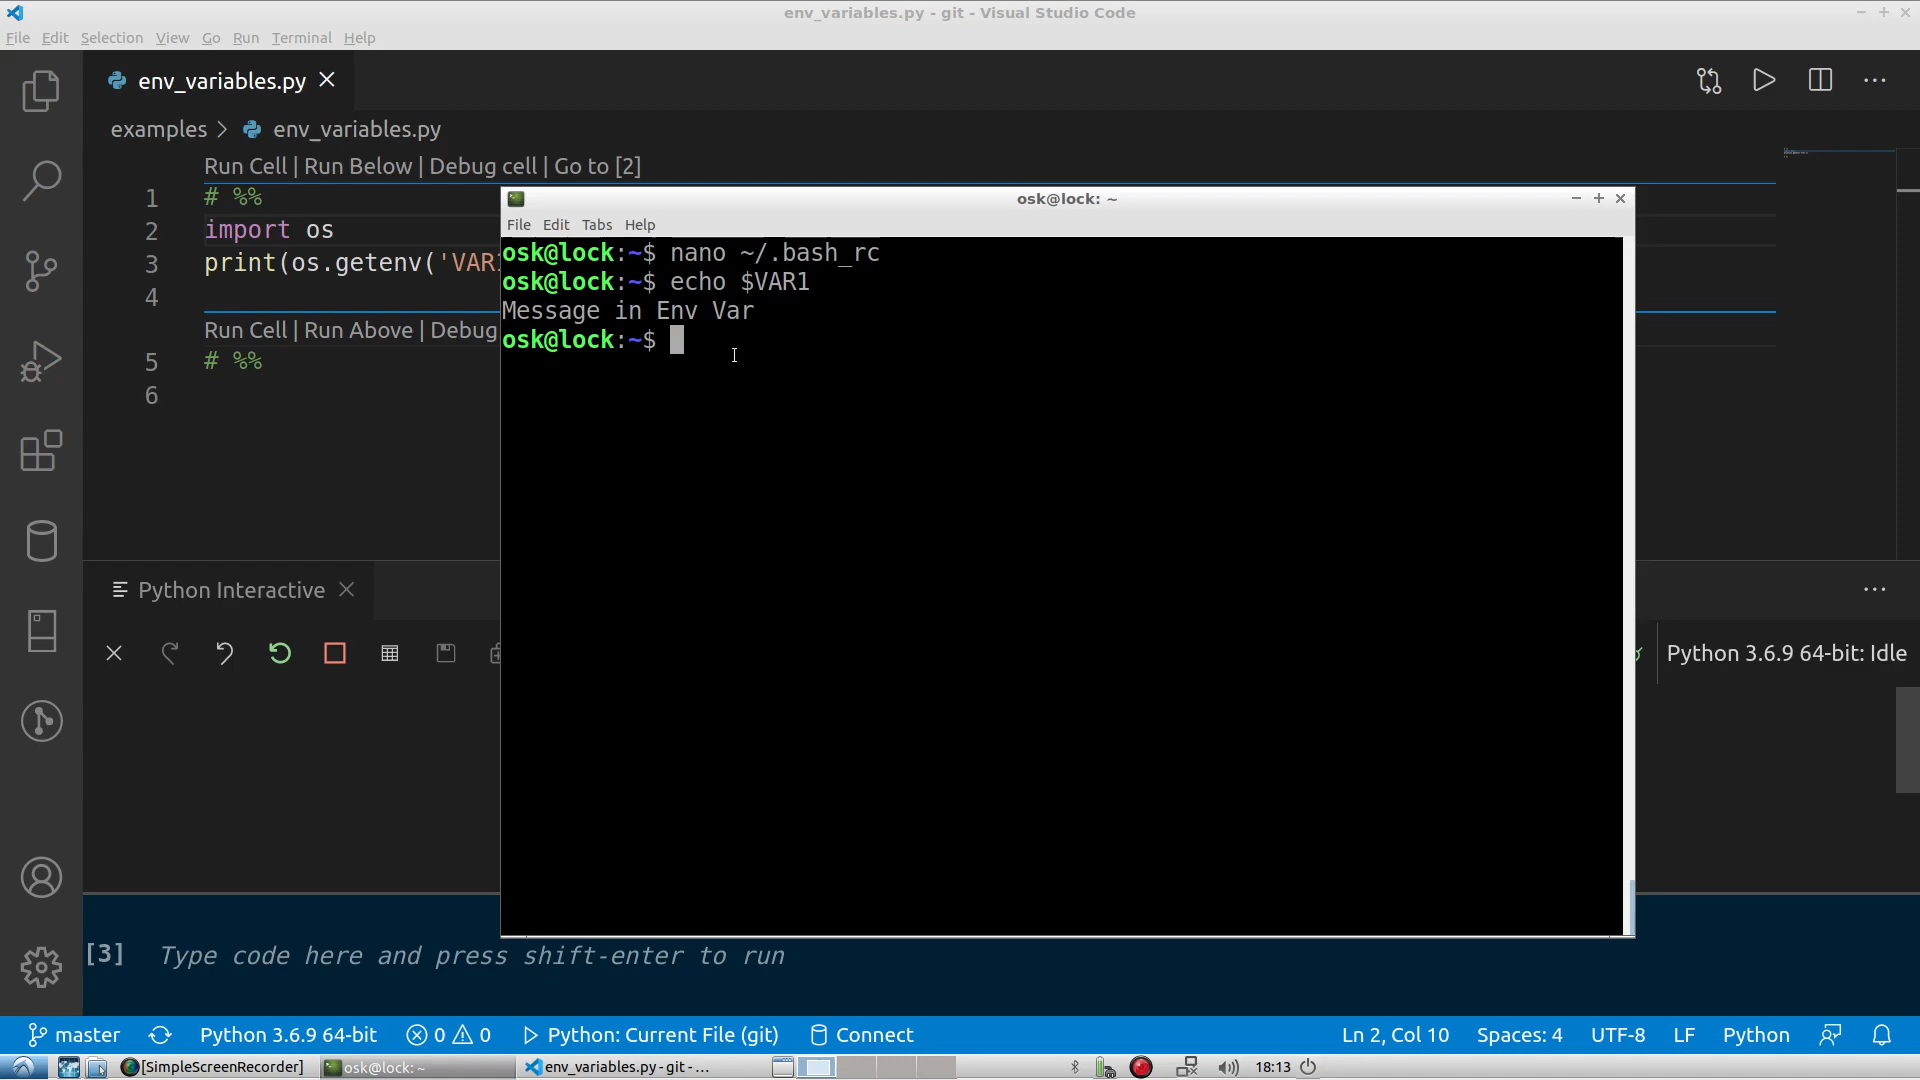 env_variables.py - git - Visual Studio Code
File Edit Selection View Go Run Terminal Help
env_variables.py
examples > env_variables.py
Run Cell | Run Below | Debug cell | Go to [2]
1 # %%
2 import os
3 print(os.getenv('VAR1
4
Run Cell | Run Above | Debug
5 # %%
6
osk@lock: ~
File Edit Tabs Help
osk@lock:~$ nano ~/.bash_rc
osk@lock:~$ echo $VAR1
Message in Env Var
osk@lock:~$
Python Interactive
Python 3.6.9 64-bit: Idle
[3] Type code here and press shift-enter to run
master Python 3.6.9 64-bit 0 0 Python: Current File (git) Connect Ln 2, Col 10 Spaces: 4 UTF-8 LF Python
[SimpleScreenRecorder] osk@lock: ~ env_variables.py - git - ... 18:13